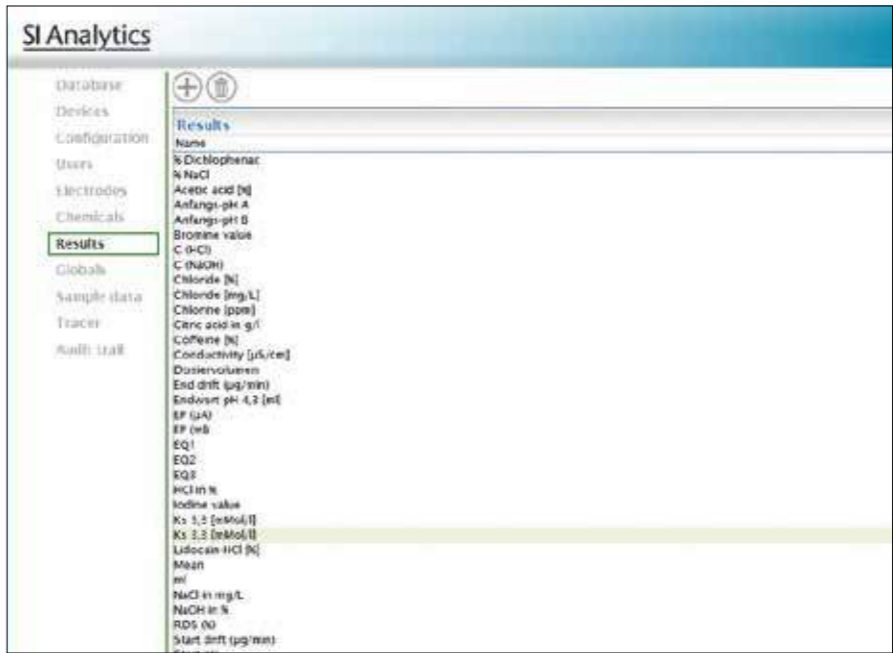 SI Analytics
Database
Devices
Configuration
Users
Electrodes
Chemicals
Results
Globals
Sample data
Tracer
Audit trail
Results
Name
% Dichlophenac
% NaCl
Acetic acid [%]
Anfangs-pH A
Anfangs-pH B
Bromine value
C (HCl)
C (NaOH)
Chloride [%]
Chloride [mg/L]
Chlorine [ppm]
Citric acid in g/l
Coffeine [%]
Conductivity [µS/cm]
Dosiervolumen
End drift (µg/min)
Endwert pH 4,3 [ml]
EP (µA)
EP (ml)
EQ1
EQ2
EQ3
HCl in %
Iodine value
Ks [mMol/l]
Ks 3,3 [mMol/l]
Lidocain-HCl [%]
Mean
ml
NaCl in mg/L
NaOH in %
RDS (%)
Start drift (µg/min)